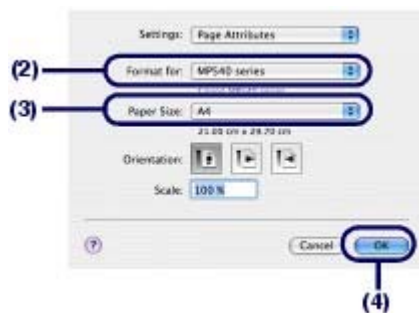 Settings: Page Attributes
(2) Format for: MP540 series
(3) Paper Size: A4
21.00 cm x 29.70 cm
Orientation:
Scale: 100 %
? Cancel OK
(4)